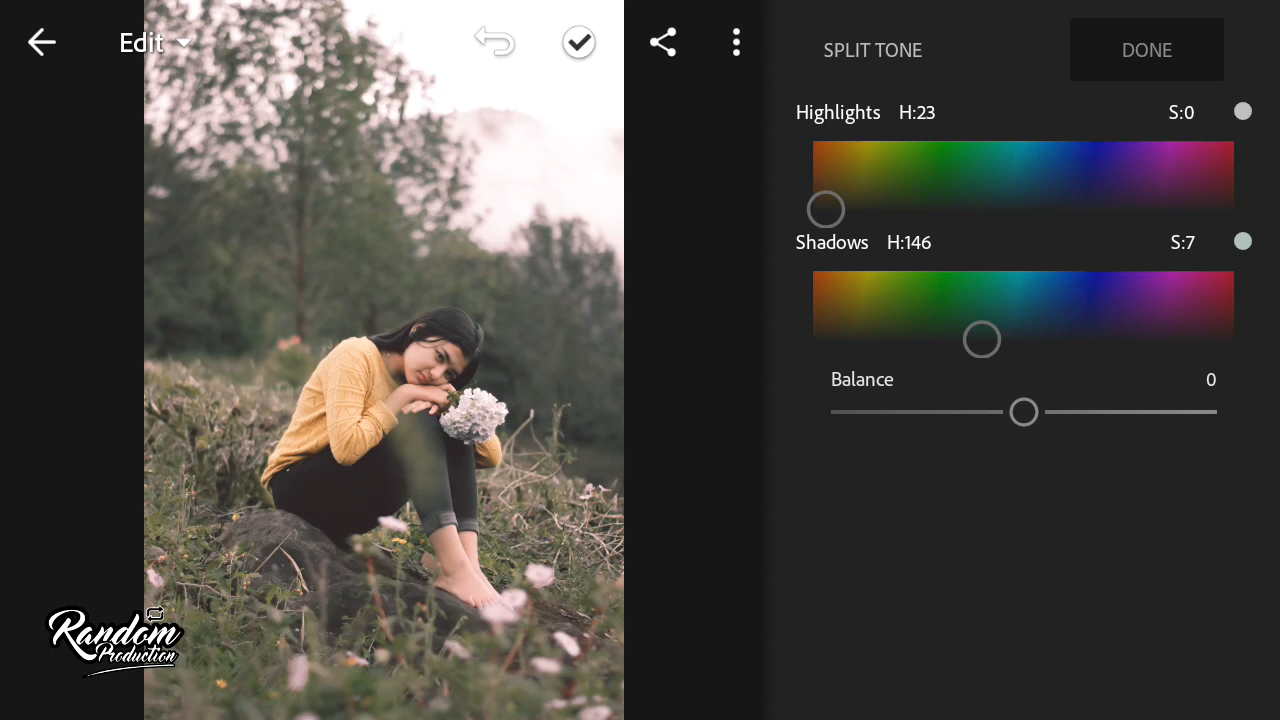 Edit
SPLIT TONE
DONE
Highlights H:23 S:0
Shadows H:146 S:7
Balance 0
Random
Production